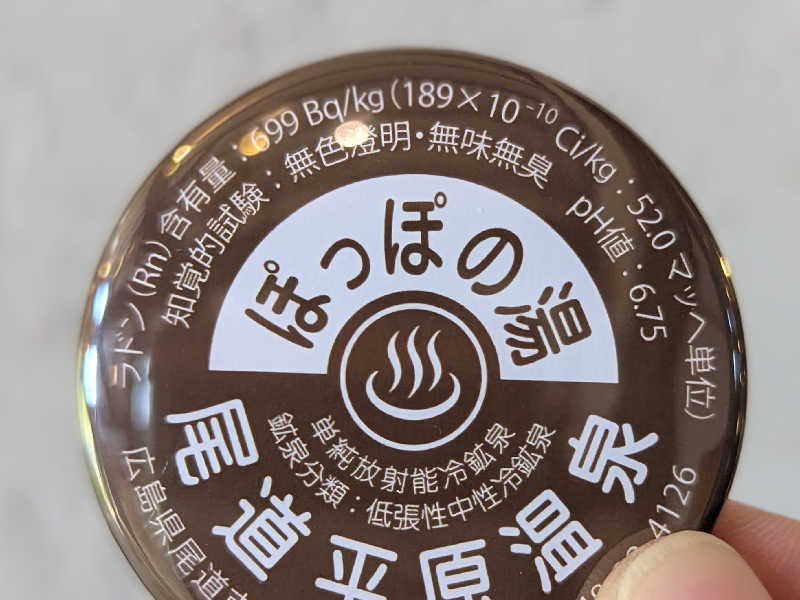 ラドン(Rn)含有量:699 Bq/kg(189×10⁻¹⁰ Ci/kg:52.0 マッヘ単位)
知覚的試験:無色澄明・無味無臭 pH値:6.75
ぽっぽの湯
単純放射能冷鉱泉
鉱泉分類:低張性中性冷鉱泉
尾道平原温泉
広島県尾道市 4126